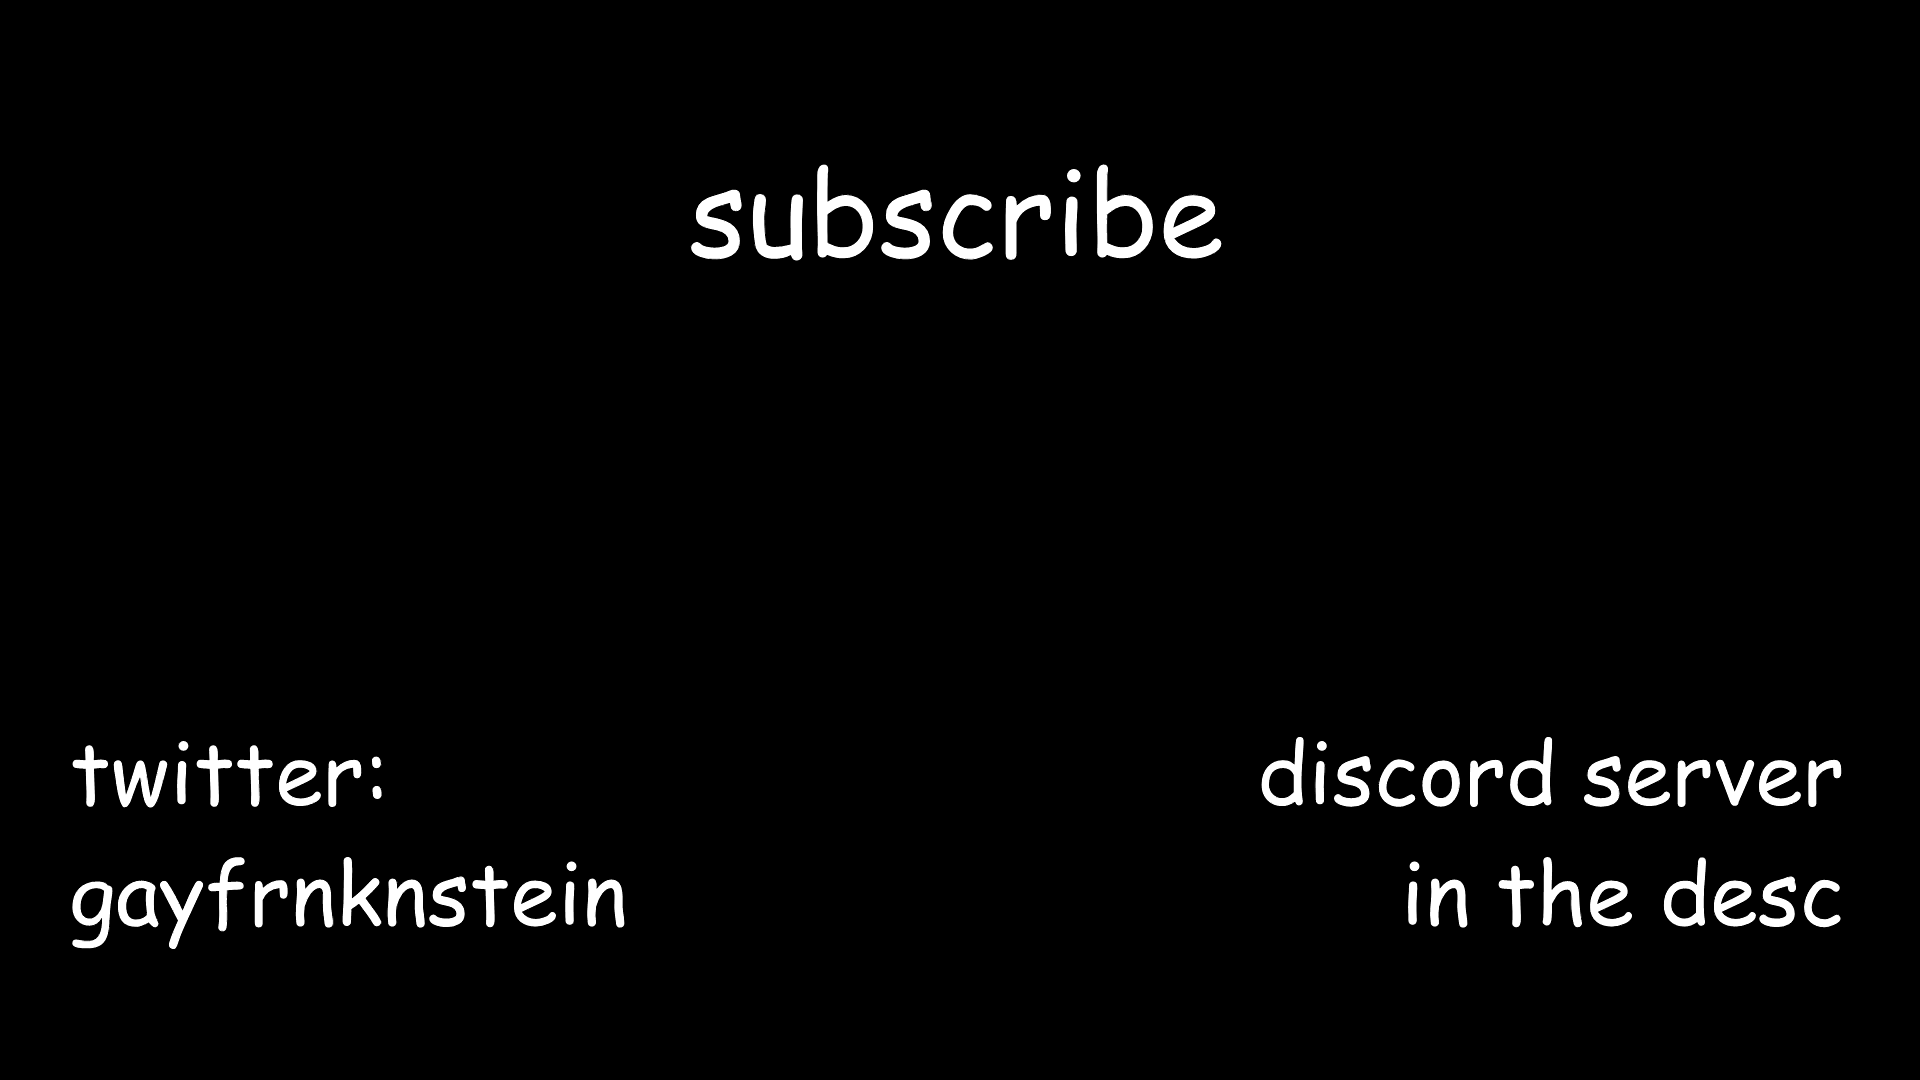 subscribe
twitter:
gayfrnknstein
discord server
in the desc